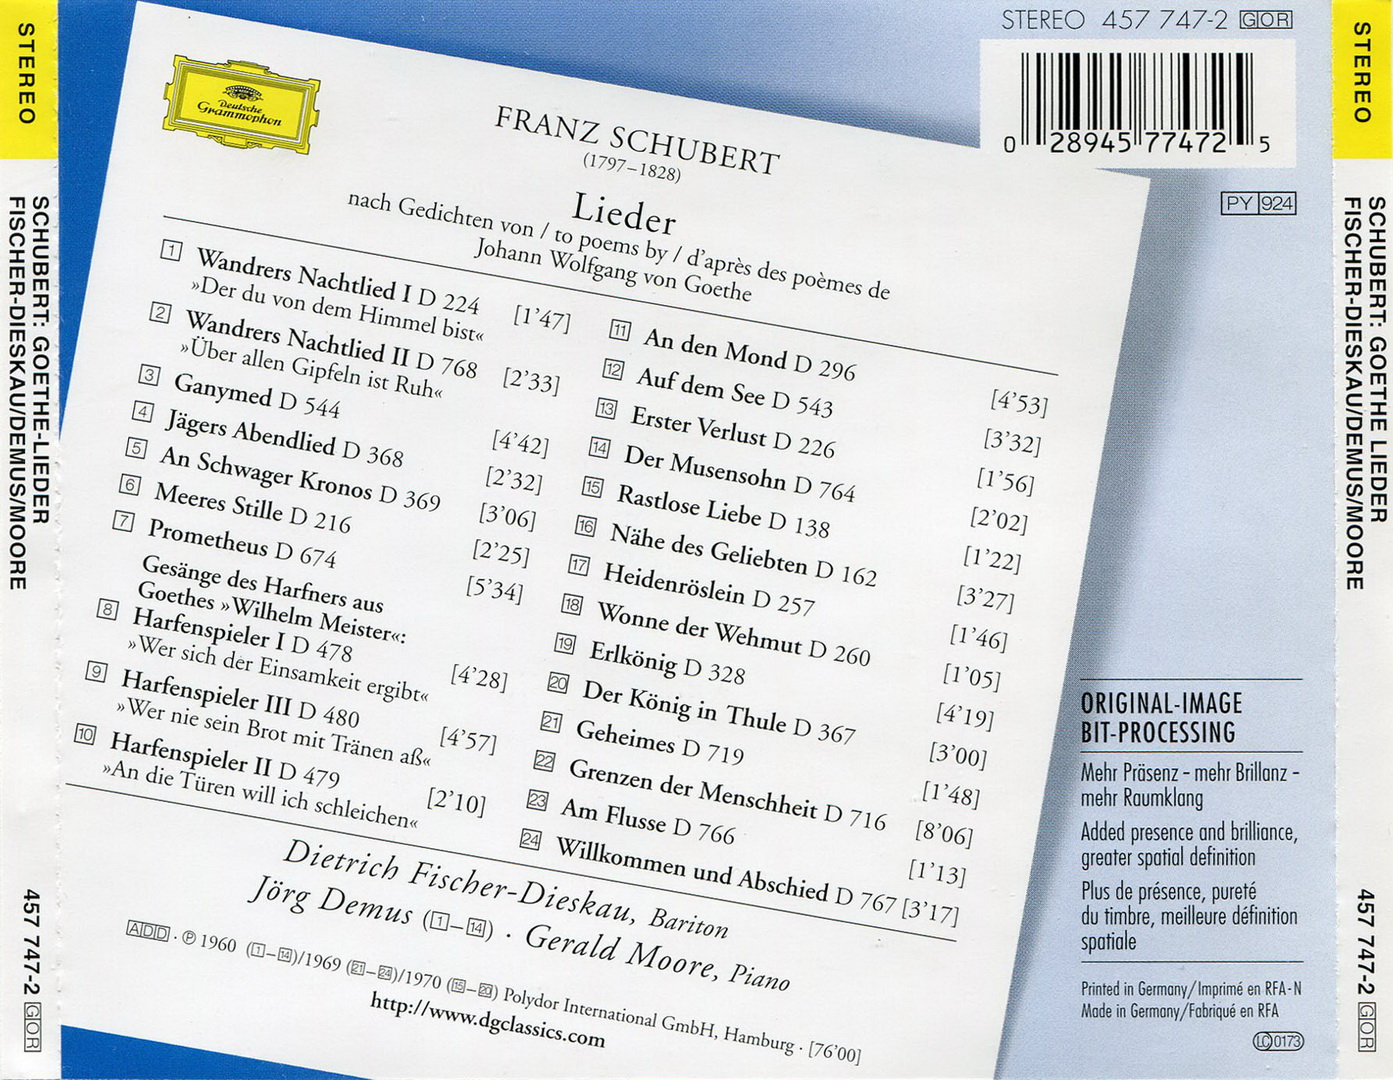 STEREO
SCHUBERT: GOETHE-LIEDER
FISCHER-DIESKAU/DEMUS/MOORE
457 747-2 GOR
Deutsche
Grammophon
FRANZ SCHUBERT
(1797–1828)
Lieder
nach Gedichten von / to poems by / d'après des poèmes de
Johann Wolfgang von Goethe
1 Wandrers Nachtlied I D 224 [1'47]
»Der du von dem Himmel bist«
2 Wandrers Nachtlied II D 768 [2'33]
»Über allen Gipfeln ist Ruh«
3 Ganymed D 544 [4'42]
4 Jägers Abendlied D 368 [2'32]
5 An Schwager Kronos D 369 [3'06]
6 Meeres Stille D 216 [2'25]
7 Prometheus D 674 [5'34]
Gesänge des Harfners aus
Goethes »Wilhelm Meister«:
8 Harfenspieler I D 478 [4'28]
»Wer sich der Einsamkeit ergibt«
9 Harfenspieler III D 480 [4'57]
»Wer nie sein Brot mit Tränen aß«
10 Harfenspieler II D 479 [2'10]
»An die Türen will ich schleichen«
11 An den Mond D 296 [4'53]
12 Auf dem See D 543 [3'32]
13 Erster Verlust D 226 [1'56]
14 Der Musensohn D 764 [2'02]
15 Rastlose Liebe D 138 [1'22]
16 Nähe des Geliebten D 162 [3'27]
17 Heidenröslein D 257 [1'46]
18 Wonne der Wehmut D 260 [1'05]
19 Erlkönig D 328 [4'19]
20 Der König in Thule D 367 [3'00]
21 Geheimes D 719 [1'48]
22 Grenzen der Menschheit D 716 [8'06]
23 Am Flusse D 766 [1'13]
24 Willkommen und Abschied D 767 [3'17]
Dietrich Fischer-Dieskau, Bariton
Jörg Demus (1–14) · Gerald Moore, Piano
ADD · ℗ 1960 (1–14)/1969 (21–24)/1970 (15–20) Polydor International GmbH, Hamburg · [76'00]
http://www.dgclassics.com
STEREO 457 747-2 GOR
0 28945 77472 5
PY 924
ORIGINAL-IMAGE
BIT-PROCESSING
Mehr Präsenz – mehr Brillanz –
mehr Raumklang
Added presence and brilliance,
greater spatial definition
Plus de présence, pureté
du timbre, meilleure définition
spatiale
Printed in Germany/Imprimé en RFA - N
Made in Germany/Fabriqué en RFA
LC 0173
STEREO
SCHUBERT: GOETHE LIEDER
FISCHER-DIESKAU/DEMUS/MOORE
457 747-2 GOR